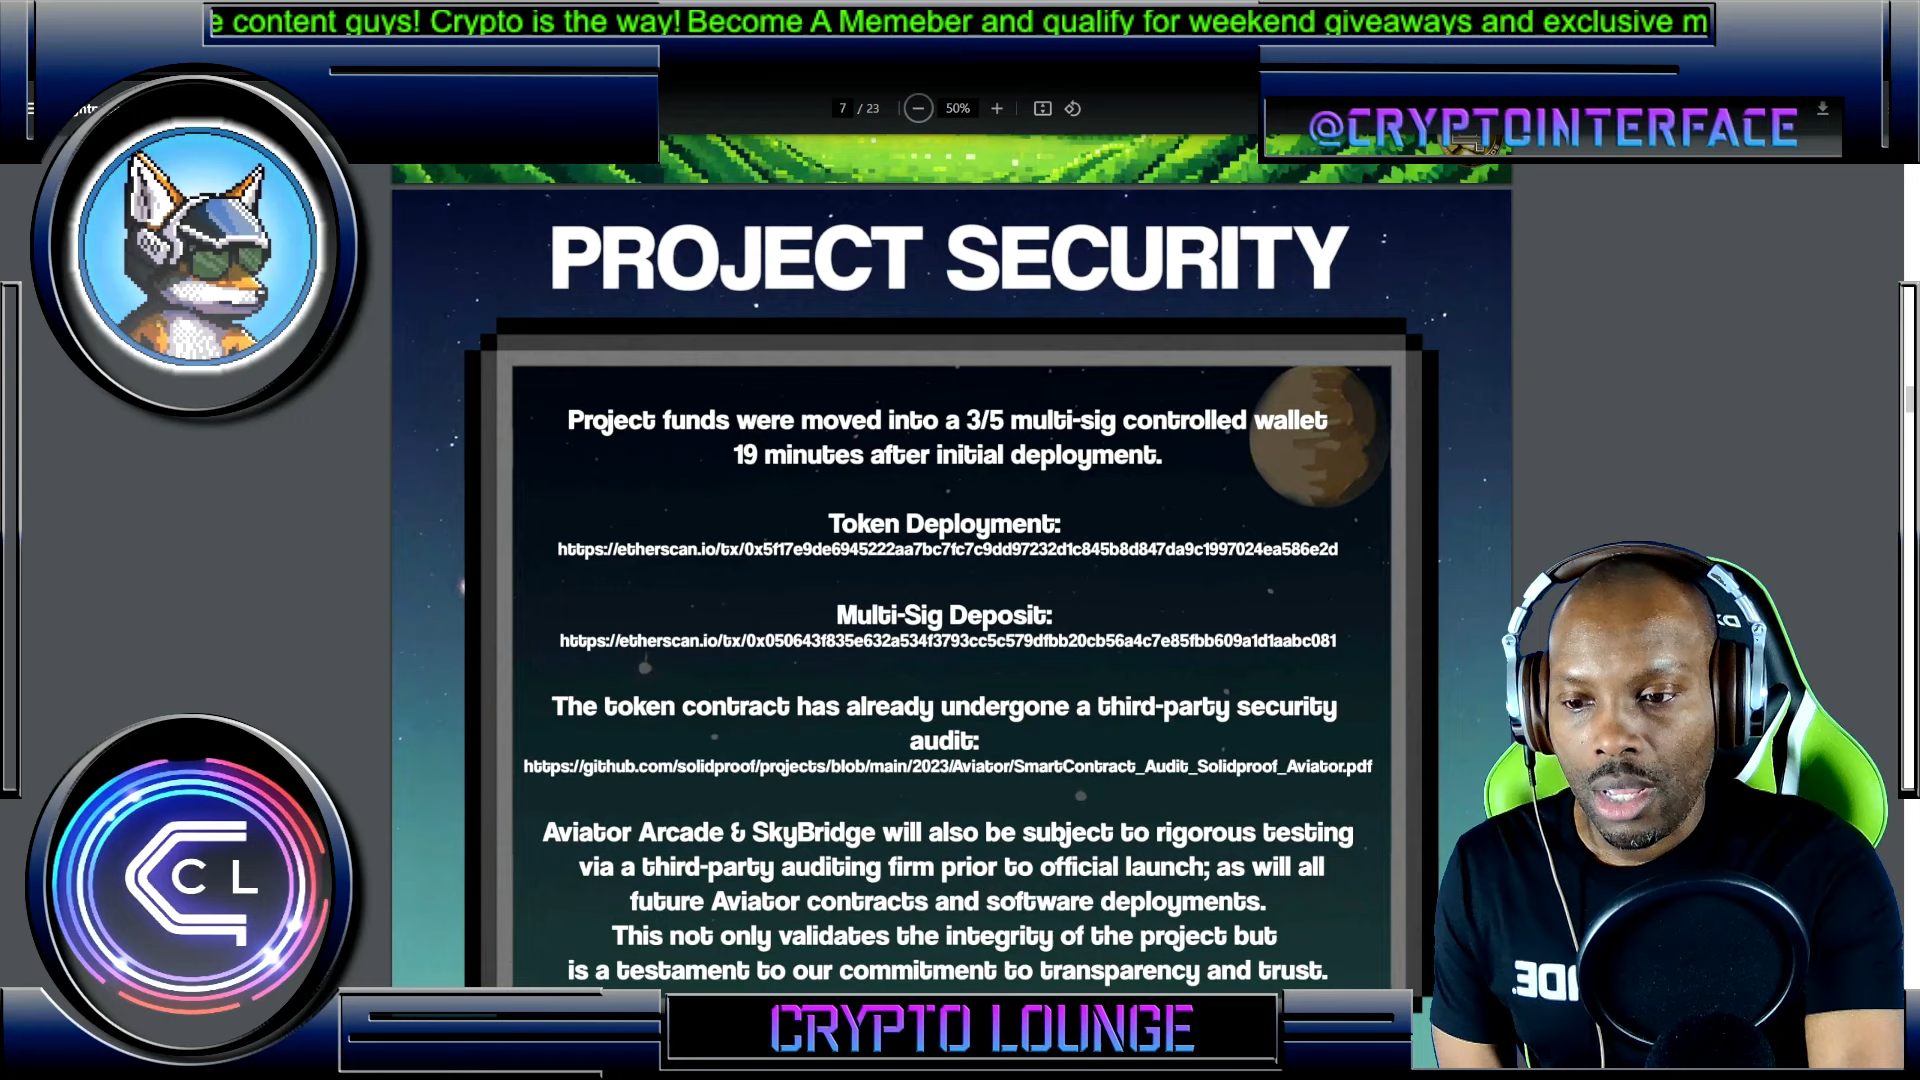 e content guys! Crypto is the way! Become A Memeber and qualify for weekend giveaways and exclusive m
7 / 23
50%
@CRYPTOINTERFACE
PROJECT SECURITY
Project funds were moved into a 3/5 multi-sig controlled wallet
19 minutes after initial deployment.
Token Deployment:
https://etherscan.io/tx/0x5f17e9de6945222aa7bc7fc7c9dd97232d1c845b8d847da9c1997024ea586e2d
Multi-Sig Deposit:
https://etherscan.io/tx/0x050643f835e632a534f3793cc5c579dfbb20cb56a4c7e85fbb609a1d1aabc081
The token contract has already undergone a third-party security
audit:
https://github.com/solidproof/projects/blob/main/2023/Aviator/SmartContract_Audit_Solidproof_Aviator.pdf
Aviator Arcade & SkyBridge will also be subject to rigorous testing
via a third-party auditing firm prior to official launch; as will all
future Aviator contracts and software deployments.
This not only validates the integrity of the project but
is a testament to our commitment to transparency and trust.
C L
CRYPTO LOUNGE